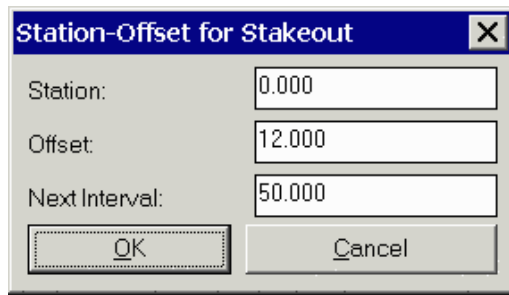 Station-Offset for Stakeout
Station: 0.000
Offset: 12.000
Next Interval: 50.000
OK Cancel